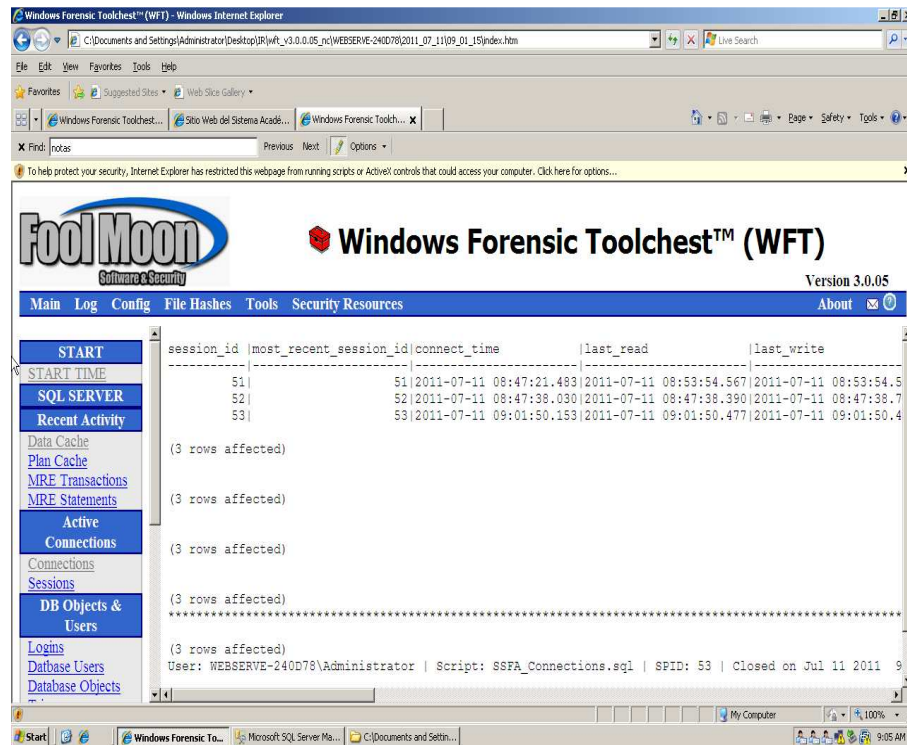 Windows Forensic Toolchest™ (WFT) - Windows Internet Explorer
C:\Documents and Settings\Administrator\Desktop\IR\wft_v3.0.0.05_nc\WEBSERVE-240D78\2011_07_11\09_01_15\index.htm
Live Search
File Edit View Favorites Tools Help
Favorites Suggested Sites Web Slice Gallery
Windows Forensic Toolchest... Sitio Web del Sistema Acadé... Windows Forensic Toolch... X
Page Safety Tools
X Find: notas Previous Next Options
To help protect your security, Internet Explorer has restricted this webpage from running scripts or ActiveX controls that could access your computer. Click here for options...
Fool Moon
Software & Security
Windows Forensic Toolchest™ (WFT)
Version 3.0.05
Main Log Config File Hashes Tools Security Resources About
START
START TIME
SQL SERVER
Recent Activity
Data Cache
Plan Cache
MRE Transactions
MRE Statements
Active
Connections
Connections
Sessions
DB Objects &
Users
Logins
Datbase Users
Database Objects
session_id |most_recent_session_id|connect_time |last_read |last_write
-----------|----------------------|-----------------------|-----------------------|--------------------
51| 51|2011-07-11 08:47:21.483|2011-07-11 08:53:54.567|2011-07-11 08:53:54.5
52| 52|2011-07-11 08:47:38.030|2011-07-11 08:47:38.390|2011-07-11 08:47:38.7
53| 53|2011-07-11 09:01:50.153|2011-07-11 09:01:50.477|2011-07-11 09:01:50.4
(3 rows affected)
(3 rows affected)
(3 rows affected)
(3 rows affected)
****************************************************************************************************
(3 rows affected)
User: WEBSERVE-240D78\Administrator | Script: SSFA_Connections.sql | SPID: 53 | Closed on Jul 11 2011 9
My Computer 100%
Start Windows Forensic To... Microsoft SQL Server Ma... C:\Documents and Settin... 9:05 AM